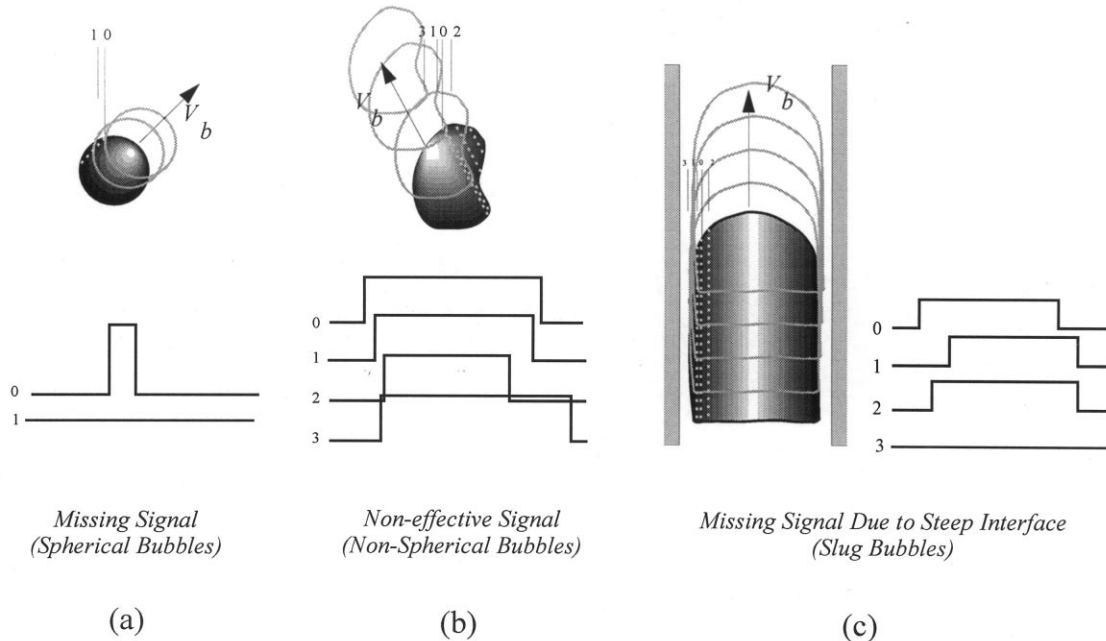 1 0
V b
0
1
Missing Signal
(Spherical Bubbles)
(a)
3 1 0 2
V b
0
1
2
3
Non-effective Signal
(Non-Spherical Bubbles)
(b)
V b
3 1 0 2
0
1
2
3
Missing Signal Due to Steep Interface
(Slug Bubbles)
(c)